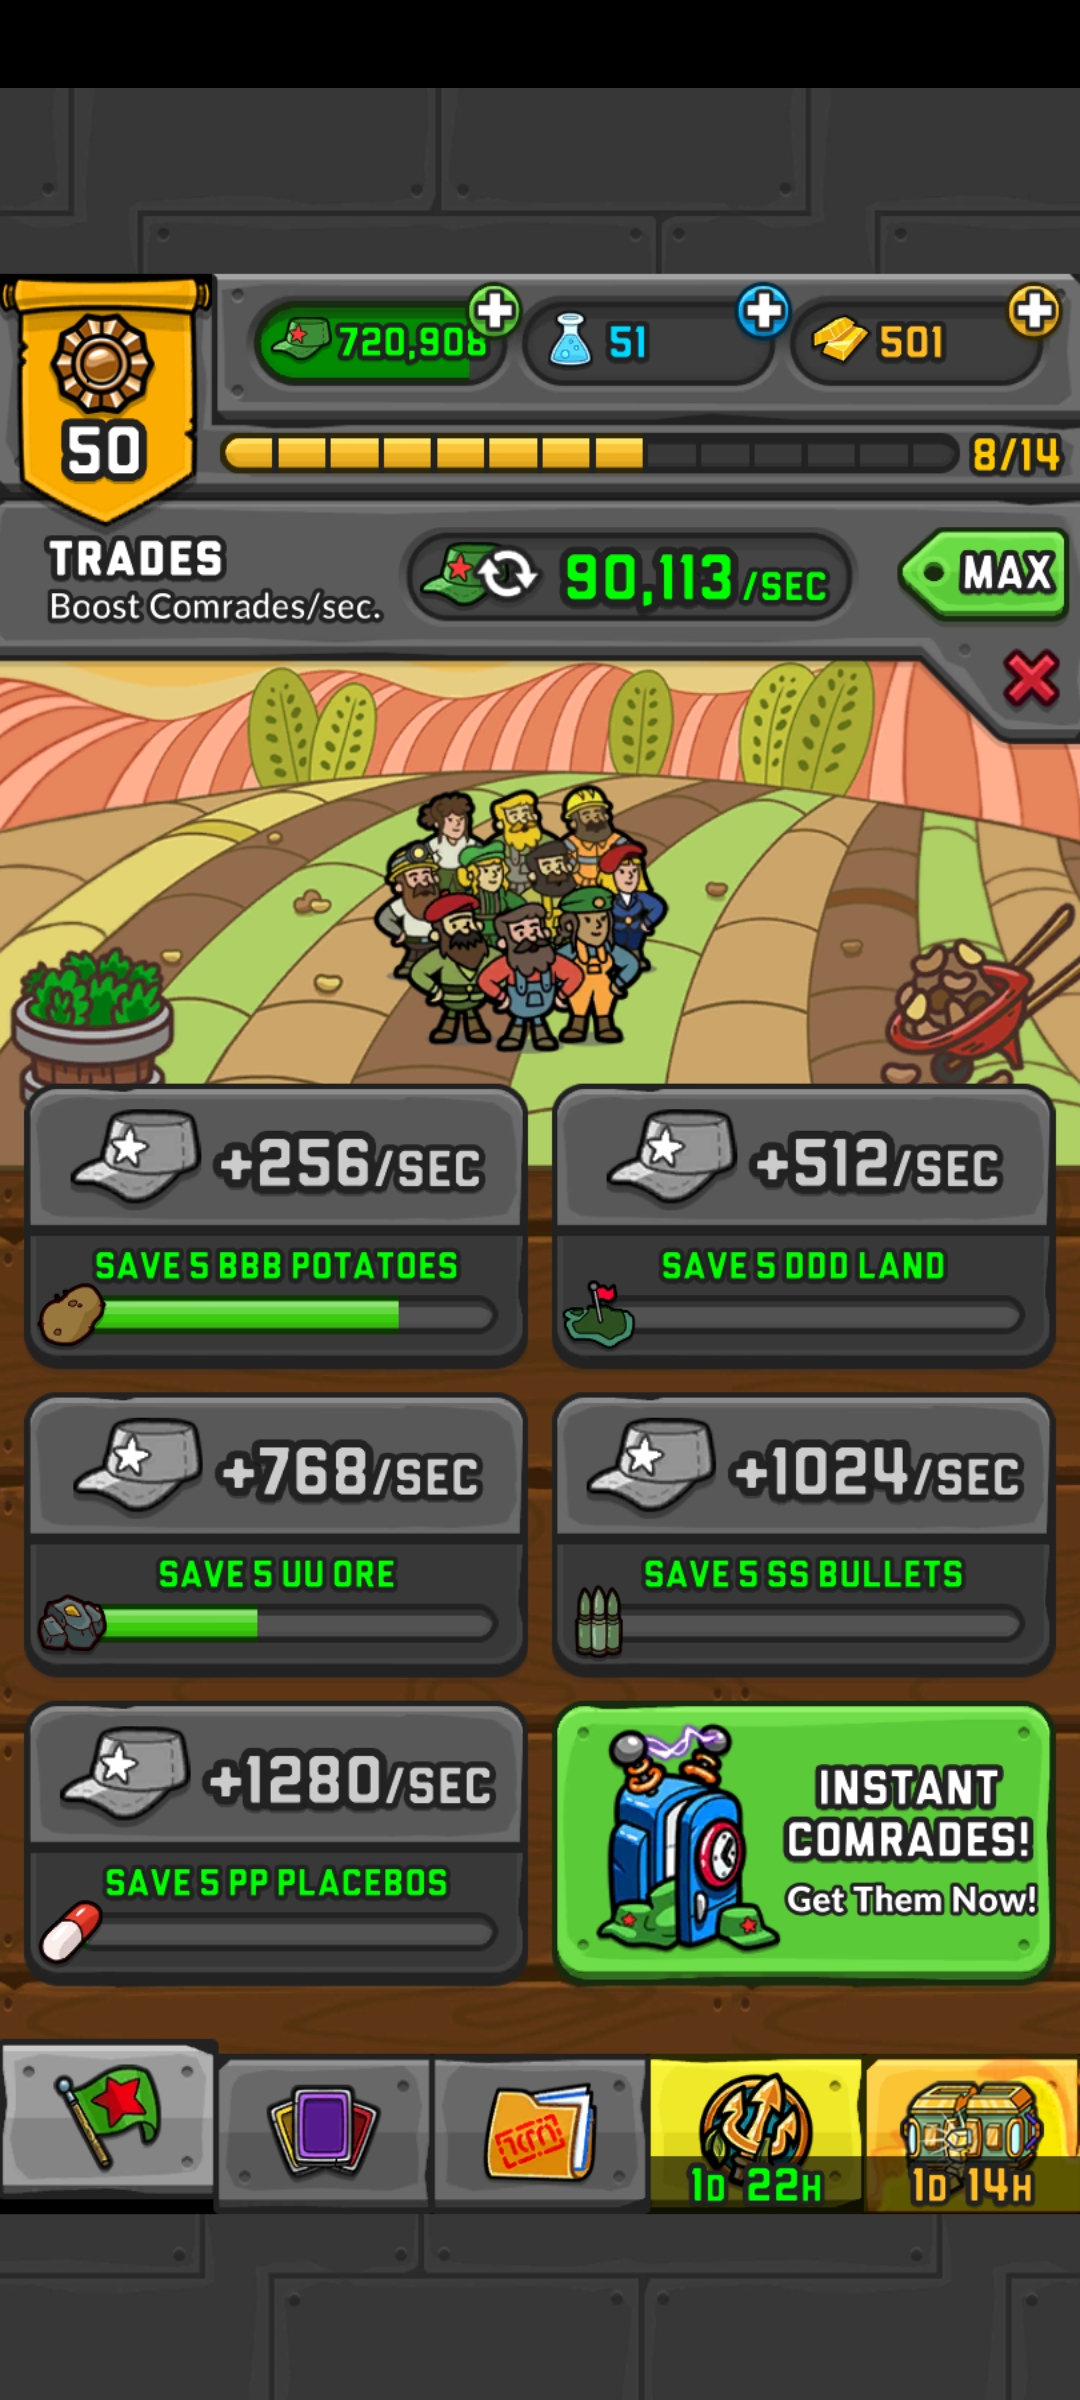 720,908
51
501
50
8/14
TRADES
Boost Comrades/sec.
90,113/SEC
MAX
+256/SEC
SAVE 5 BBB POTATOES
+512/SEC
SAVE 5 DDD LAND
+768/SEC
SAVE 5 UU ORE
+1024/SEC
SAVE 5 SS BULLETS
+1280/SEC
SAVE 5 PP PLACEBOS
INSTANT
COMRADES!
Get Them Now!
1D 22H
1D 14H